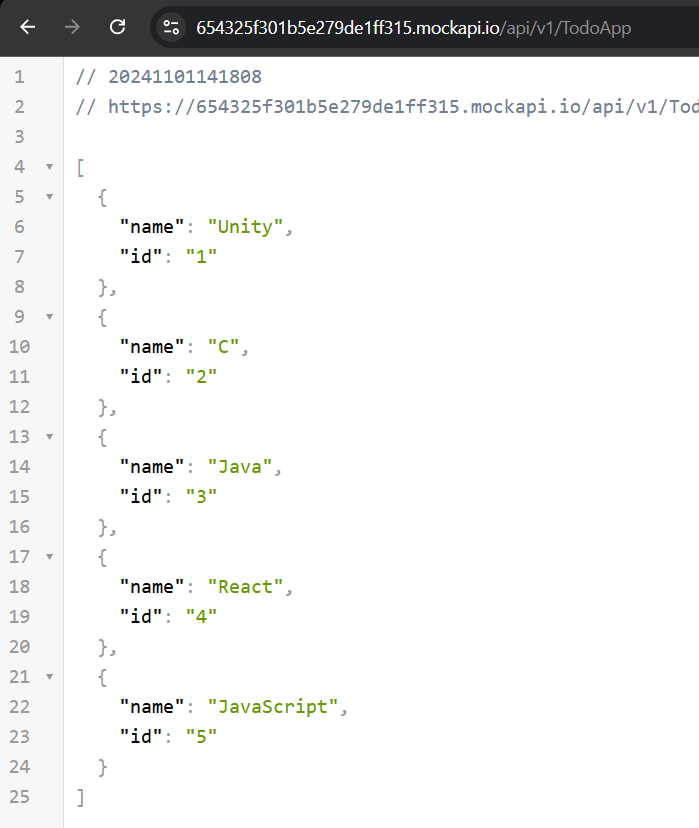 654325f301b5e279de1ff315.mockapi.io/api/v1/TodoApp
1 // 20241101141808
2 // https://654325f301b5e279de1ff315.mockapi.io/api/v1/Tod
3
4 [
5 {
6 "name": "Unity",
7 "id": "1"
8 },
9 {
10 "name": "C",
11 "id": "2"
12 },
13 {
14 "name": "Java",
15 "id": "3"
16 },
17 {
18 "name": "React",
19 "id": "4"
20 },
21 {
22 "name": "JavaScript",
23 "id": "5"
24 }
25 ]